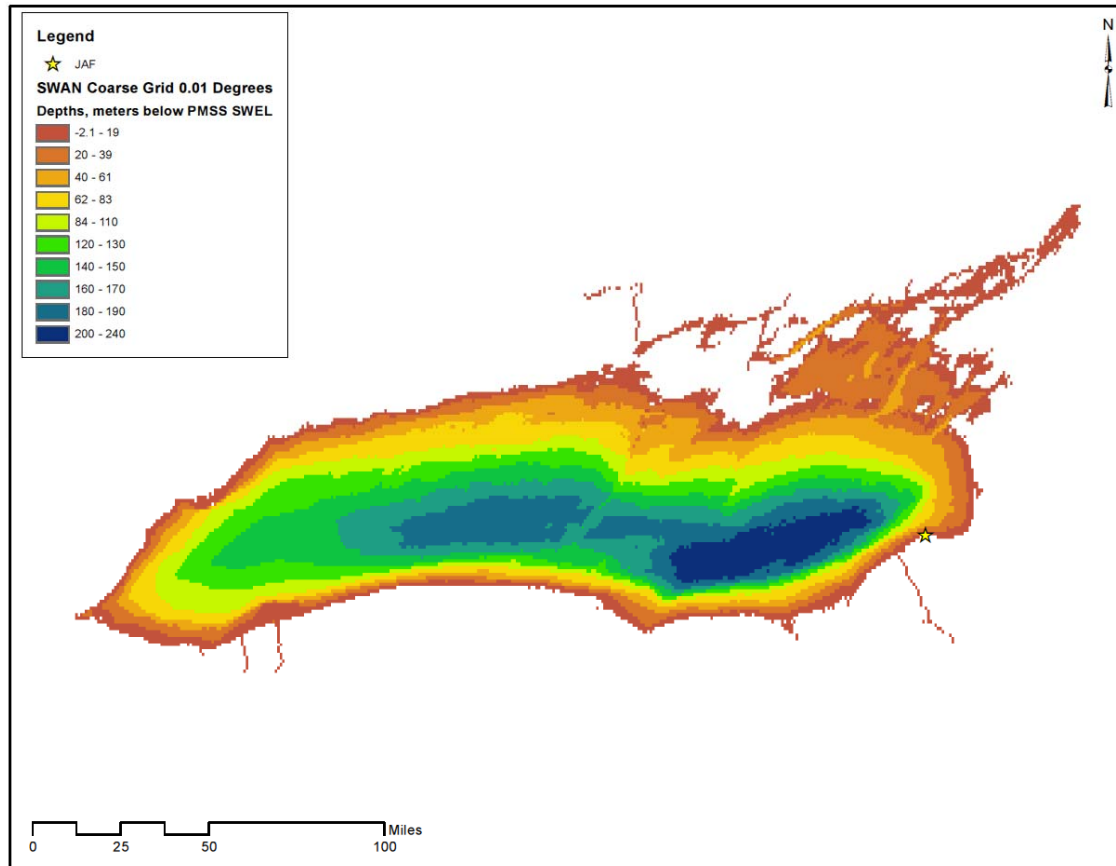 Legend
JAF
SWAN Coarse Grid 0.01 Degrees
Depths, meters below PMSS SWEL
-2.1 - 19
20 - 39
40 - 61
62 - 83
84 - 110
120 - 130
140 - 150
160 - 170
180 - 190
200 - 240
N
Miles
0 25 50 100